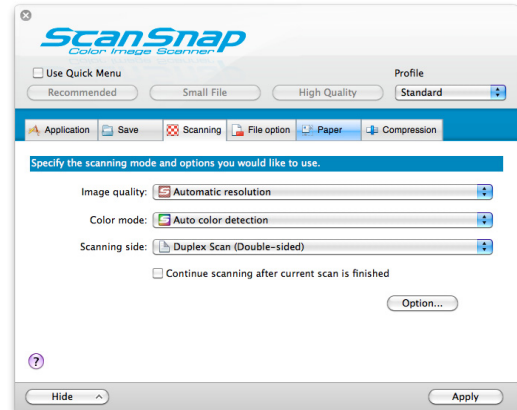 ScanSnap
Color Image Scanner
Use Quick Menu
Profile
Recommended Small File High Quality Standard
Application Save Scanning File option Paper Compression
Specify the scanning mode and options you would like to use.
Image quality: Automatic resolution
Color mode: Auto color detection
Scanning side: Duplex Scan (Double-sided)
Continue scanning after current scan is finished
Option...
?
Hide Apply